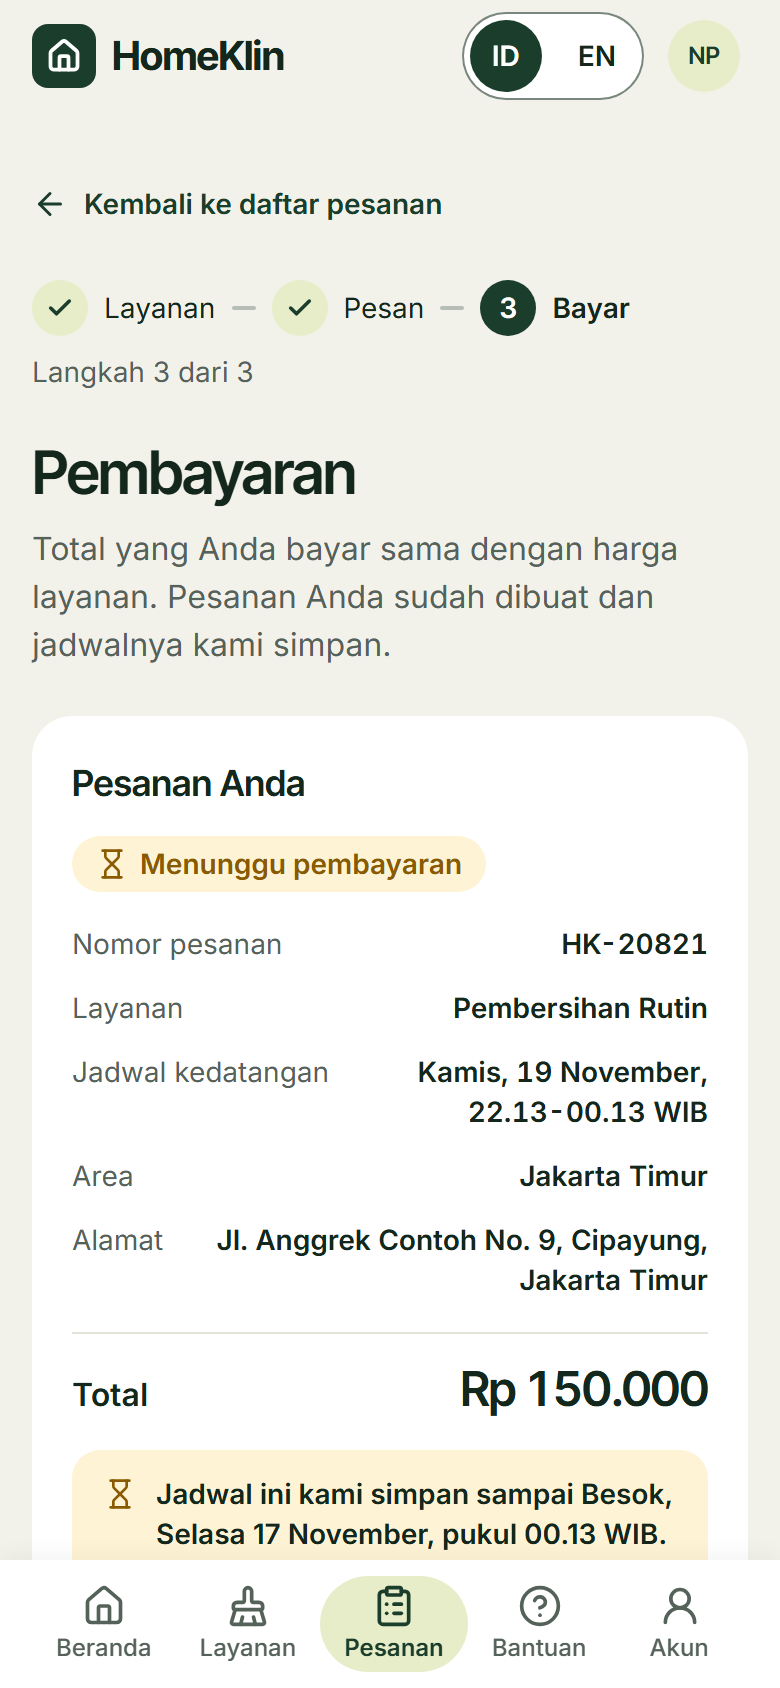 HomeKlin
ID EN NP
Kembali ke daftar pesanan
Layanan Pesan 3 Bayar
Langkah 3 dari 3
Pembayaran
Total yang Anda bayar sama dengan harga
layanan. Pesanan Anda sudah dibuat dan
jadwalnya kami simpan.
Pesanan Anda
Menunggu pembayaran
Nomor pesanan HK-20821
Layanan Pembersihan Rutin
Jadwal kedatangan Kamis, 19 November,
22.13-00.13 WIB
Area Jakarta Timur
Alamat Jl. Anggrek Contoh No. 9, Cipayung,
Jakarta Timur
Total Rp 150.000
Jadwal ini kami simpan sampai Besok,
Selasa 17 November, pukul 00.13 WIB.
Beranda Layanan Pesanan Bantuan Akun